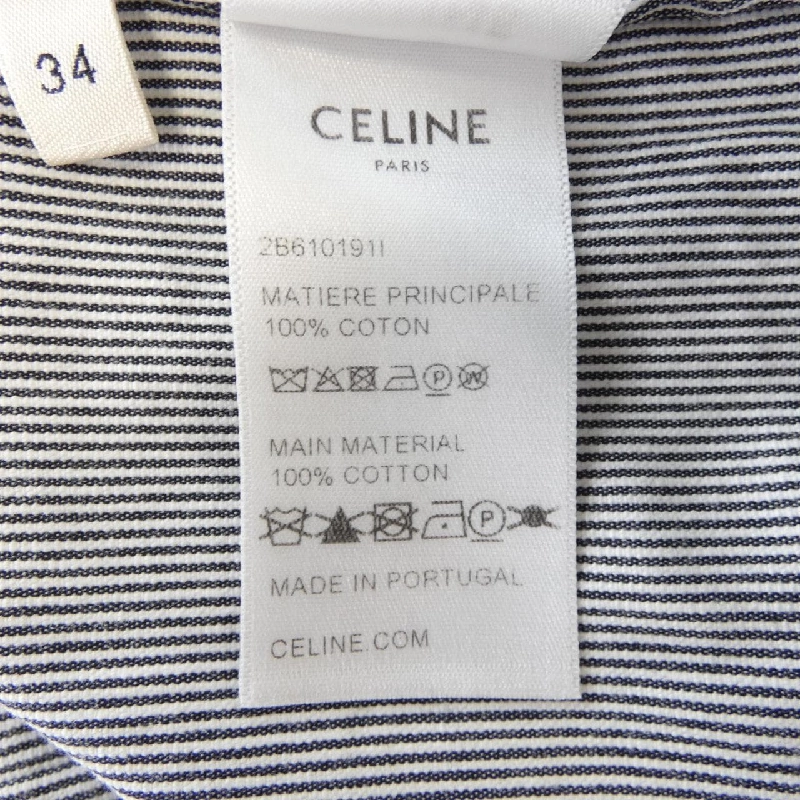 34
CELINE
PARIS
2B610191I
MATIERE PRINCIPALE
100% COTON
P W
MAIN MATERIAL
100% COTTON
P
MADE IN PORTUGAL
CELINE.COM